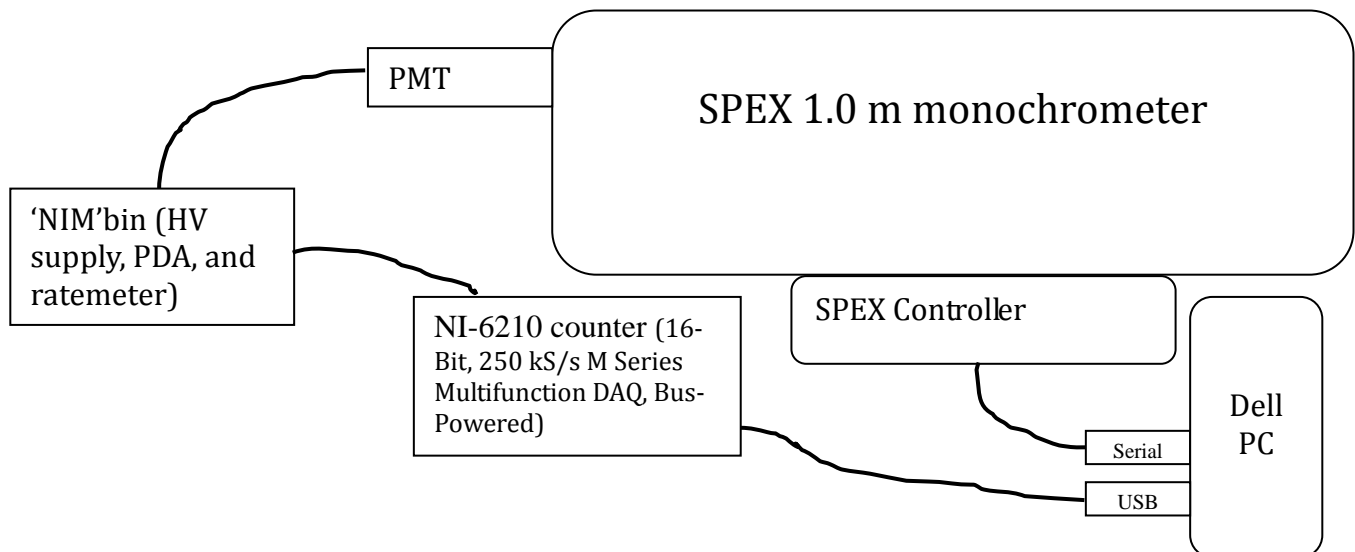 PMT
SPEX 1.0 m monochrometer
‘NIM’bin (HV
supply, PDA, and
ratemeter)
NI-6210 counter (16-
Bit, 250 kS/s M Series
Multifunction DAQ, Bus-
Powered)
SPEX Controller
Dell
PC
Serial
USB